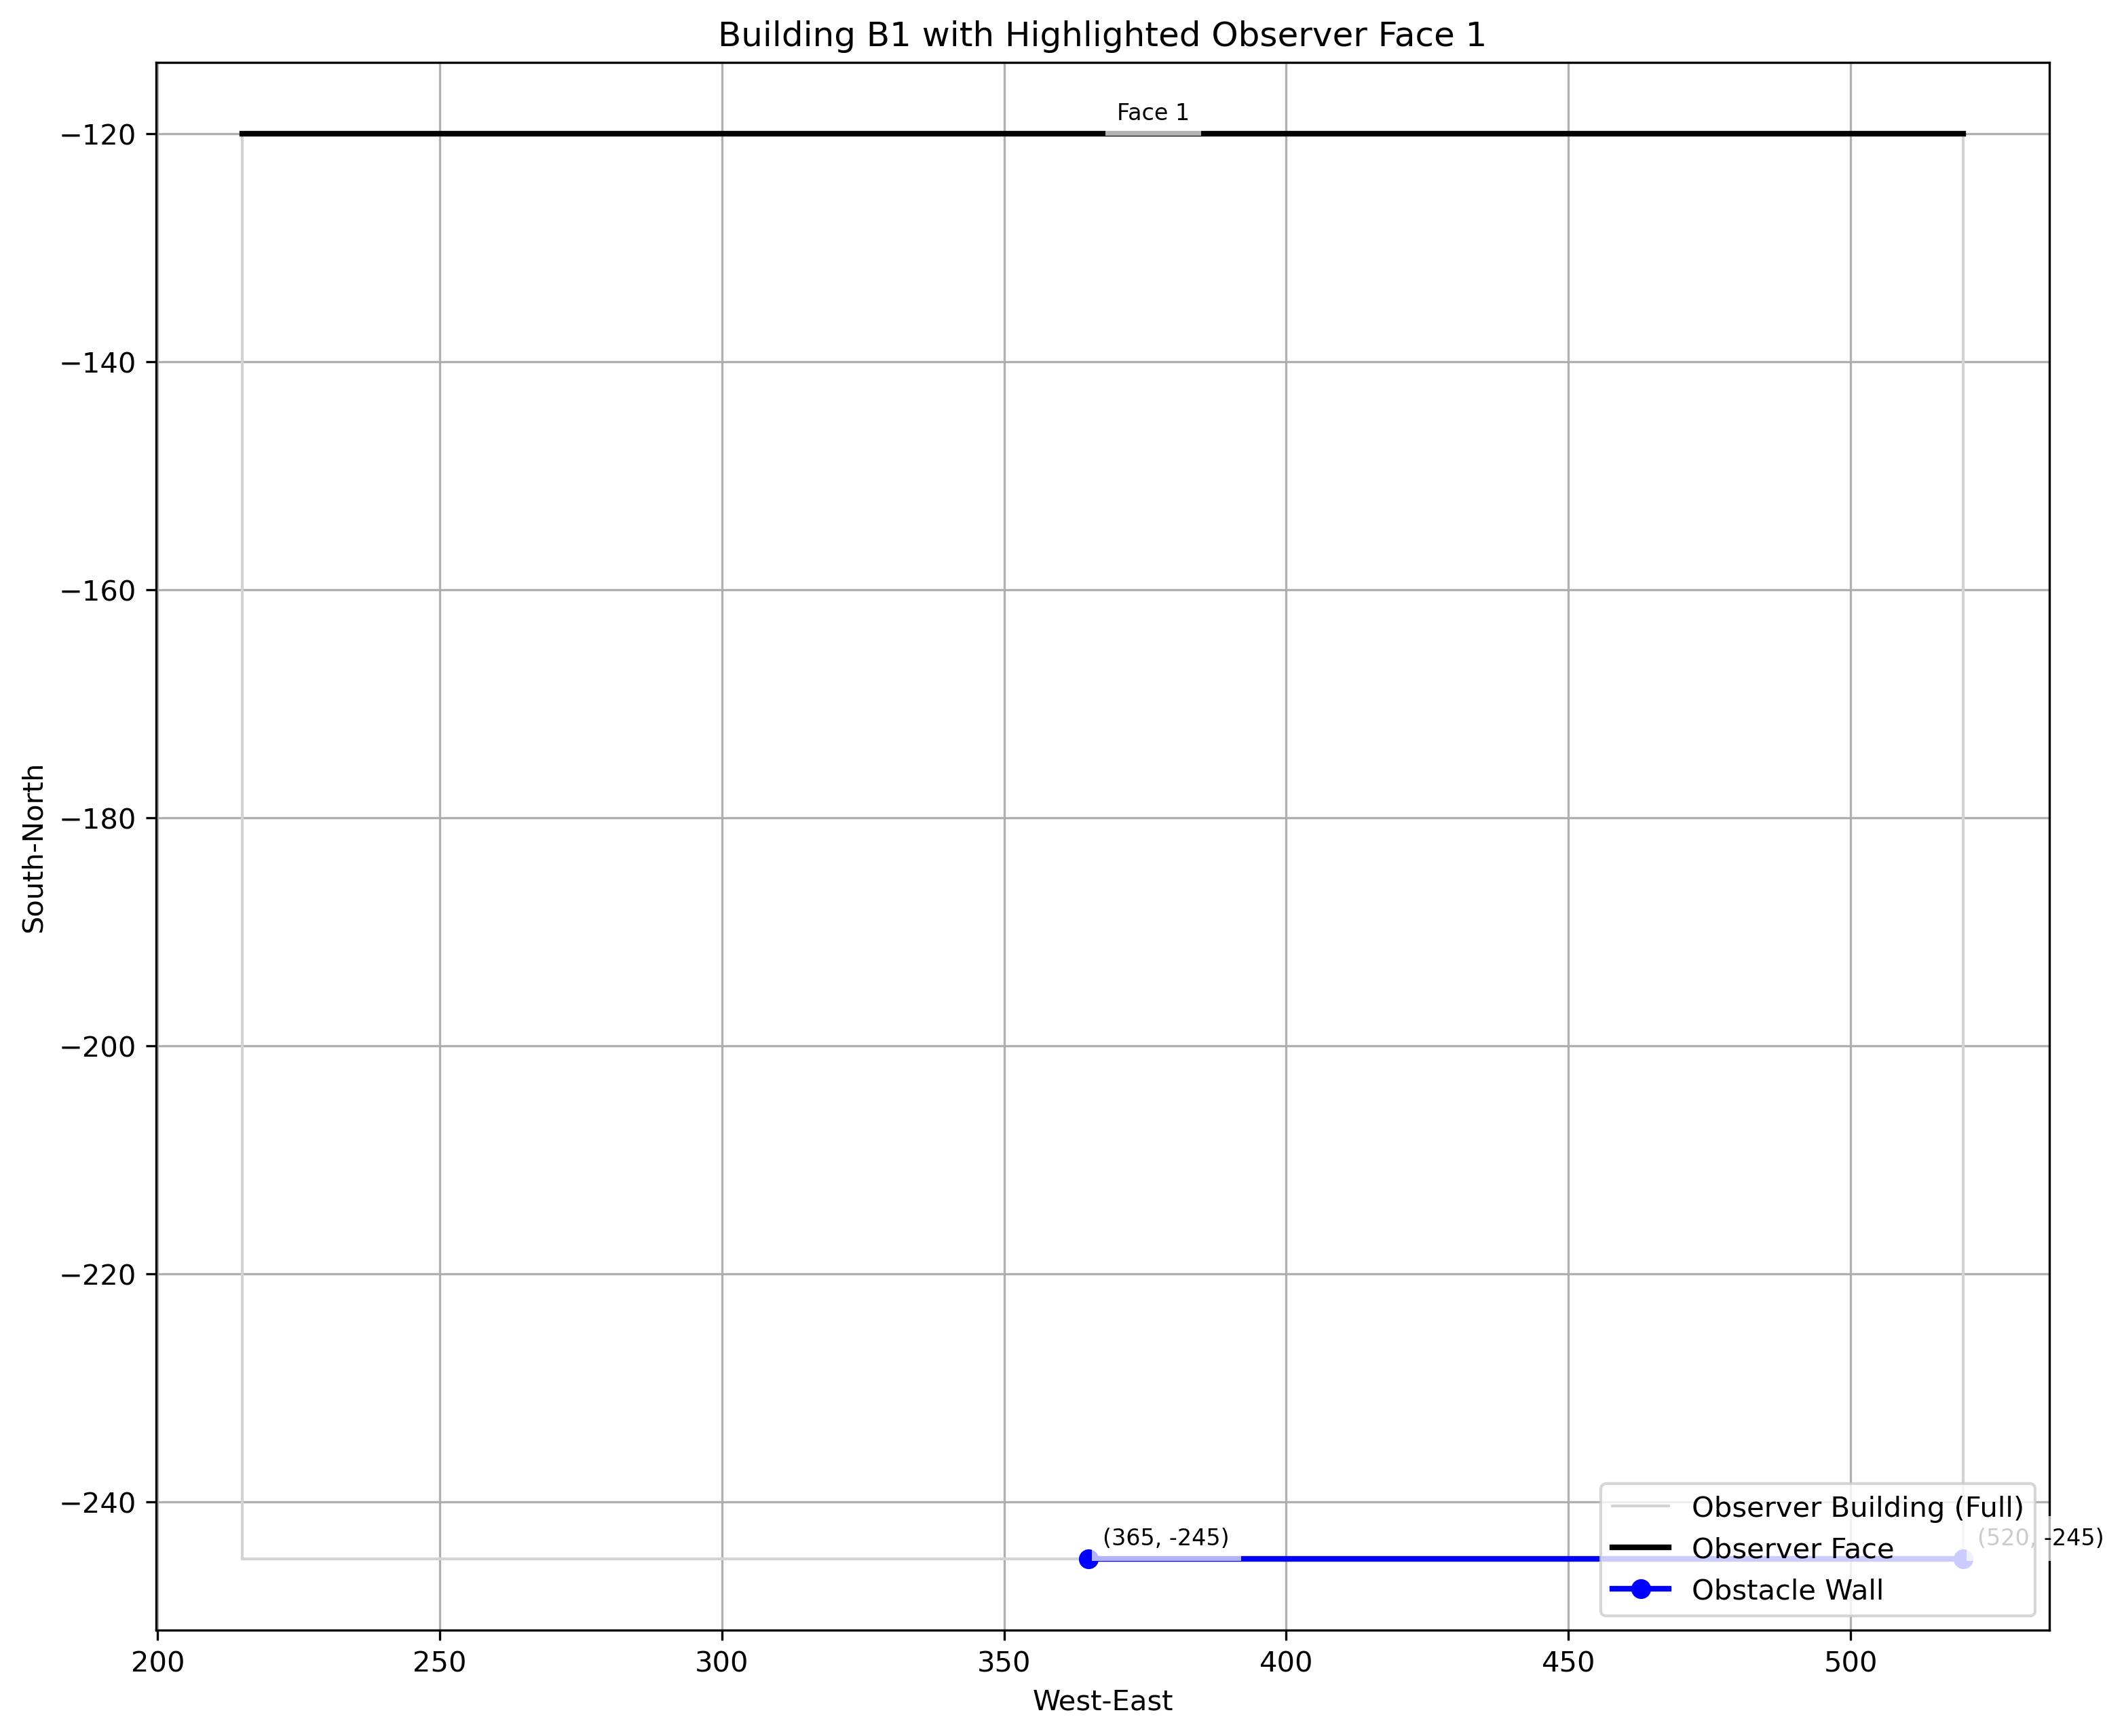 Building B1 with Highlighted Observer Face 1
Face 1
−120
−140
−160
−180
−200
−220
−240
South-North
(365, -245)
(520, -245)
Observer Building (Full)
Observer Face
Obstacle Wall
200
250
300
350
400
450
500
West-East